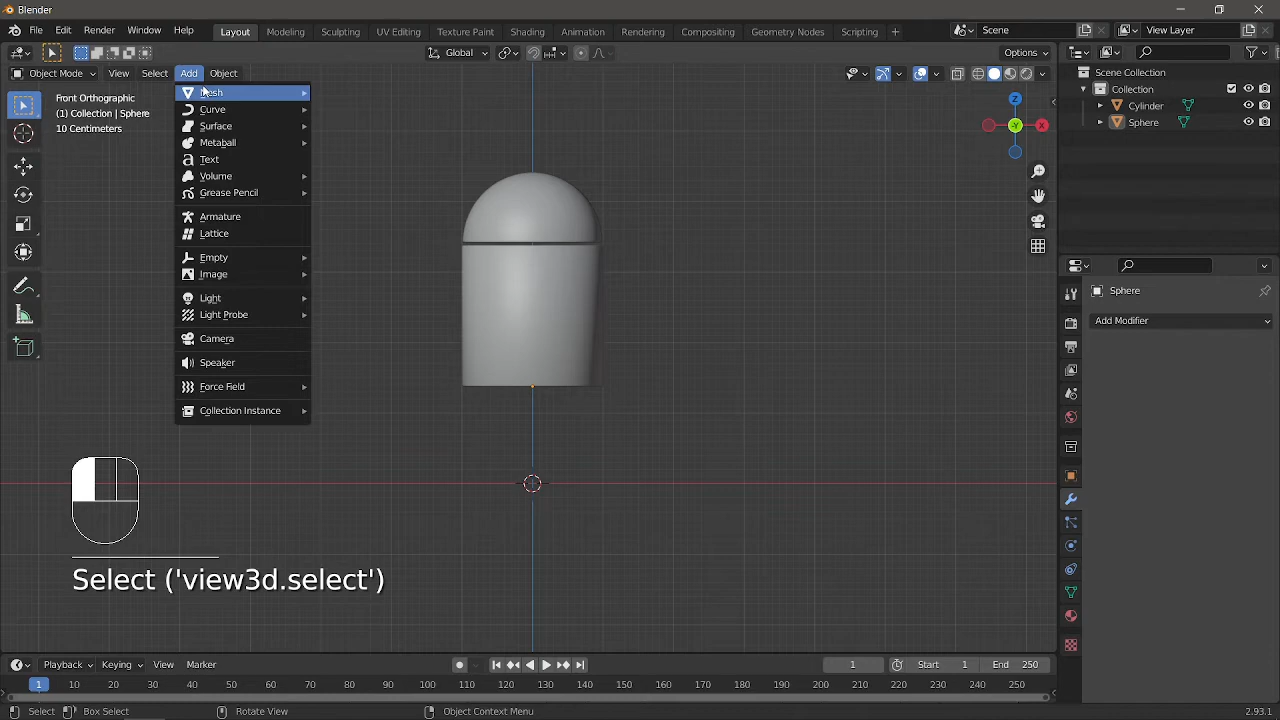 Blender
File Edit Render Window Help Layout Modeling Sculpting UV Editing Texture Paint Shading Animation Rendering Compositing Geometry Nodes Scripting + Scene View Layer
Global Options
Object Mode View Select Add Object
Front Orthographic
(1) Collection | Sphere
10 Centimeters
Mesh
Curve
Surface
Metaball
Text
Volume
Grease Pencil
Armature
Lattice
Empty
Image
Light
Light Probe
Camera
Speaker
Force Field
Collection Instance
Z
-Y
X
Scene Collection
Collection
Cylinder
Sphere
Sphere
Add Modifier
Select ('view3d.select')
Playback Keying View Marker 1 Start 1 End 250
1 10 20 30 40 50 60 70 80 90 100 110 120 130 140 150 160 170 180 190 200 210 220 230 240 250
Select Box Select Rotate View Object Context Menu 2.93.1